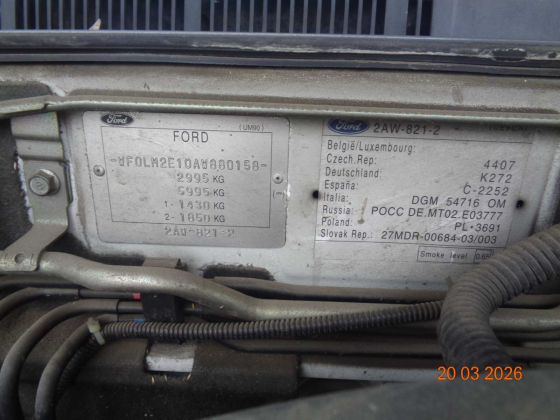 Ford
(UM90)
FORD
2995 KG
5995 KG
1- 1430 KG
2- 1850 KG
2AW-821-2
Ford 2AW-821-2
België/Luxembourg:
Czech.Rep: 4407
Deutschland: K272
España: C-2252
Italia: DGM 54716 OM
Russia: POCC DE.MT02.E03777
Poland: PL*3691
Slovak Rep.: 27MDR-00684-03/003
Smoke level
20 03 2026